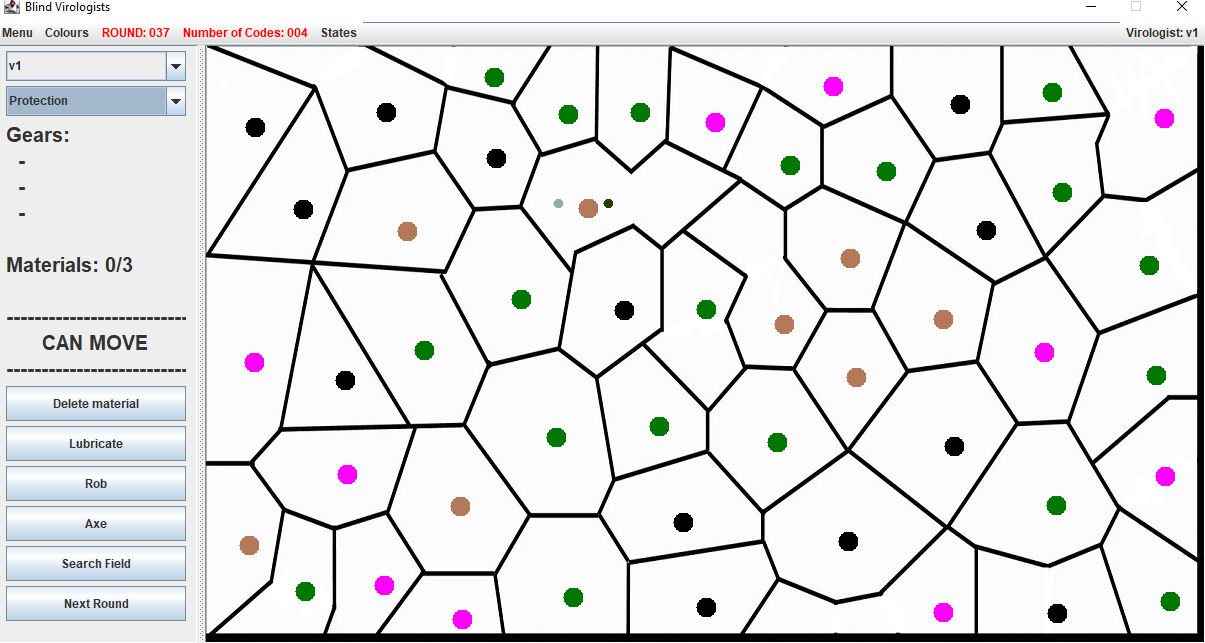 Blind Virologists
Menu Colours ROUND: 037 Number of Codes: 004 States Virologist: v1
v1
Protection
Gears:
-
-
-
Materials: 0/3
CAN MOVE
Delete material
Lubricate
Rob
Axe
Search Field
Next Round